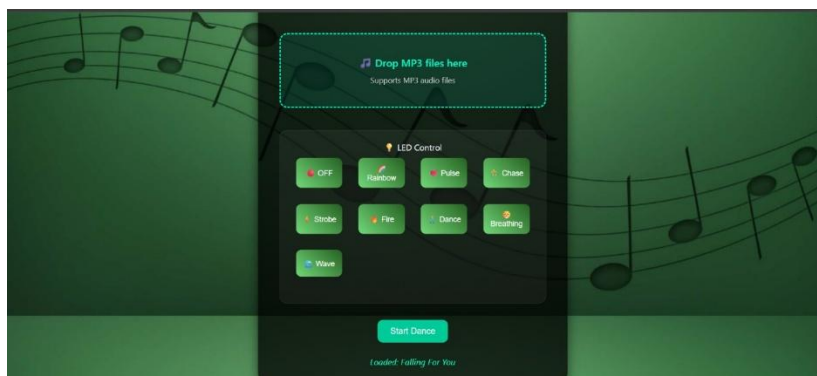 🎵 Drop MP3 files here
Supports MP3 audio files
💡 LED Control
OFF
Rainbow
Pulse
Chase
Strobe
Fire
Dance
Breathing
Wave
Start Dance
Loaded: Falling For You